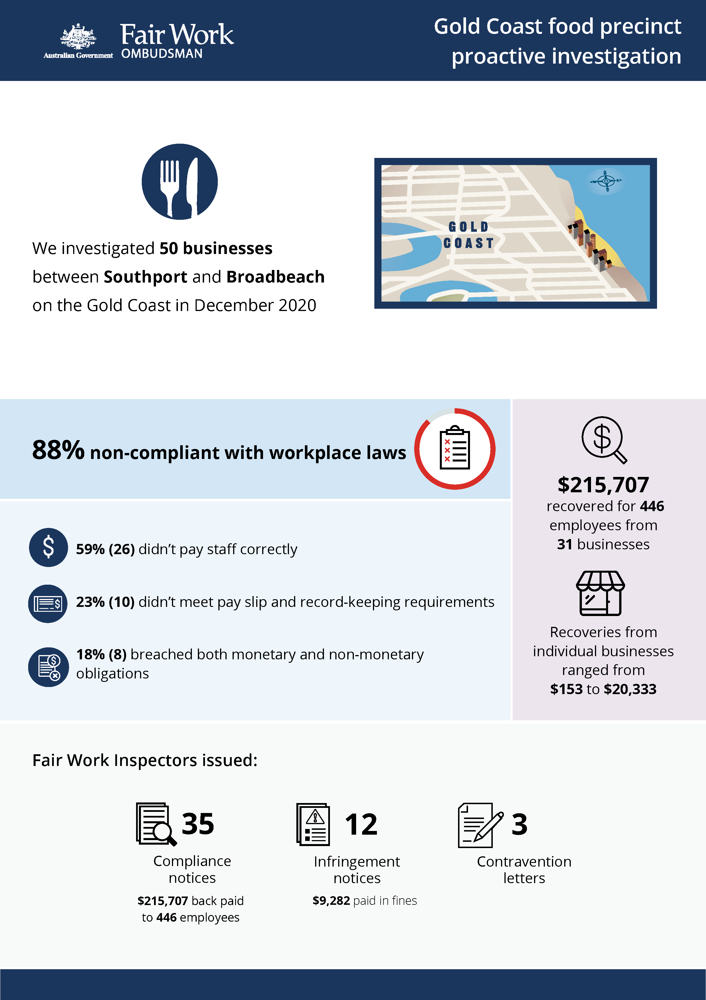 Australian Government
Fair Work
OMBUDSMAN
Gold Coast food precinct
proactive investigation
We investigated 50 businesses
between Southport and Broadbeach
on the Gold Coast in December 2020
N
W
E
S
GOLD
COAST
88% non-compliant with workplace laws
59% (26) didn’t pay staff correctly
23% (10) didn’t meet pay slip and record-keeping requirements
18% (8) breached both monetary and non-monetary
obligations
$215,707
recovered for 446
employees from
31 businesses
Recoveries from
individual businesses
ranged from
$153 to $20,333
Fair Work Inspectors issued:
35
Compliance
notices
$215,707 back paid
to 446 employees
12
Infringement
notices
$9,282 paid in fines
3
Contravention
letters